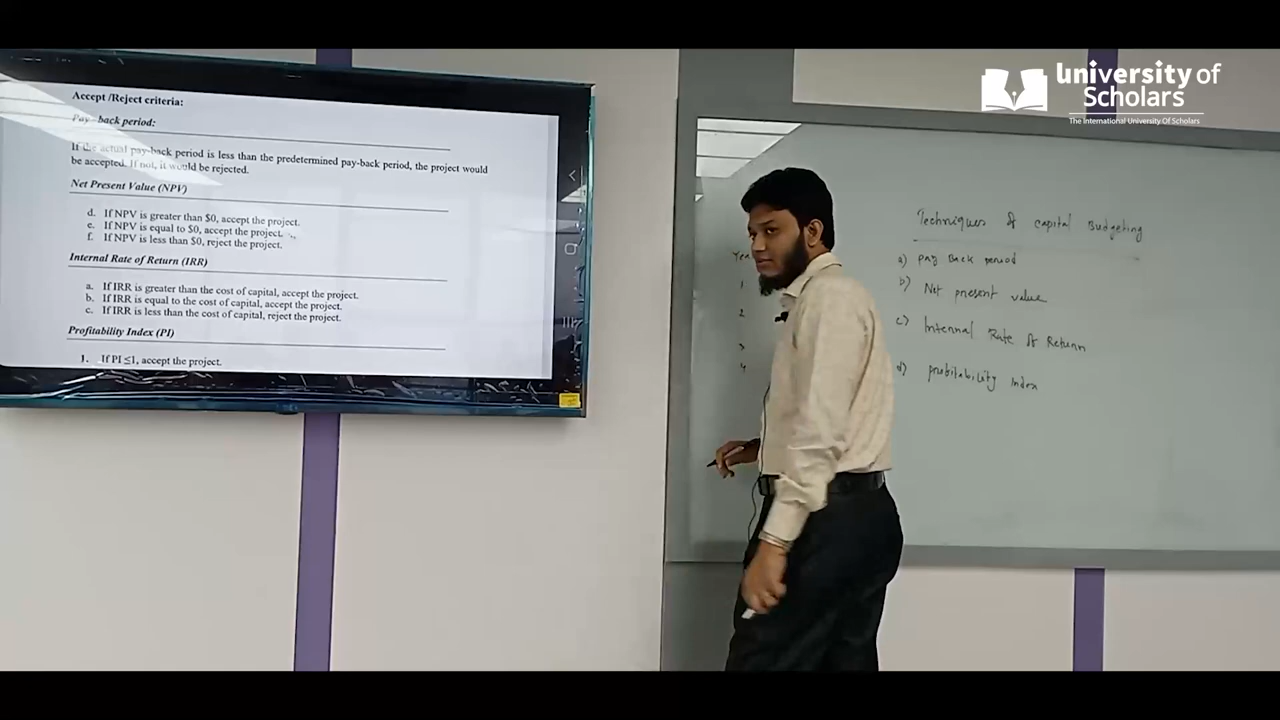 Accept /Reject criteria:
Pay - back period:
If the actual pay-back period is less than the predetermined pay-back period, the project would
be accepted. If not, it would be rejected.
Net Present Value (NPV)
d. If NPV is greater than $0, accept the project.
e. If NPV is equal to $0, accept the project.
f. If NPV is less than $0, reject the project.
Internal Rate of Return (IRR)
a. If IRR is greater than the cost of capital, accept the project.
b. If IRR is equal to the cost of capital, accept the project.
c. If IRR is less than the cost of capital, reject the project.
Profitability Index (PI)
1. If PI ≤1, accept the project.
University of
Scholars
The International University Of Scholars
Techniques of capital Budgeting
a) Pay Back period
b) Net present value
c) Internal Rate of Return
d) profitability Index
1
2
3
4